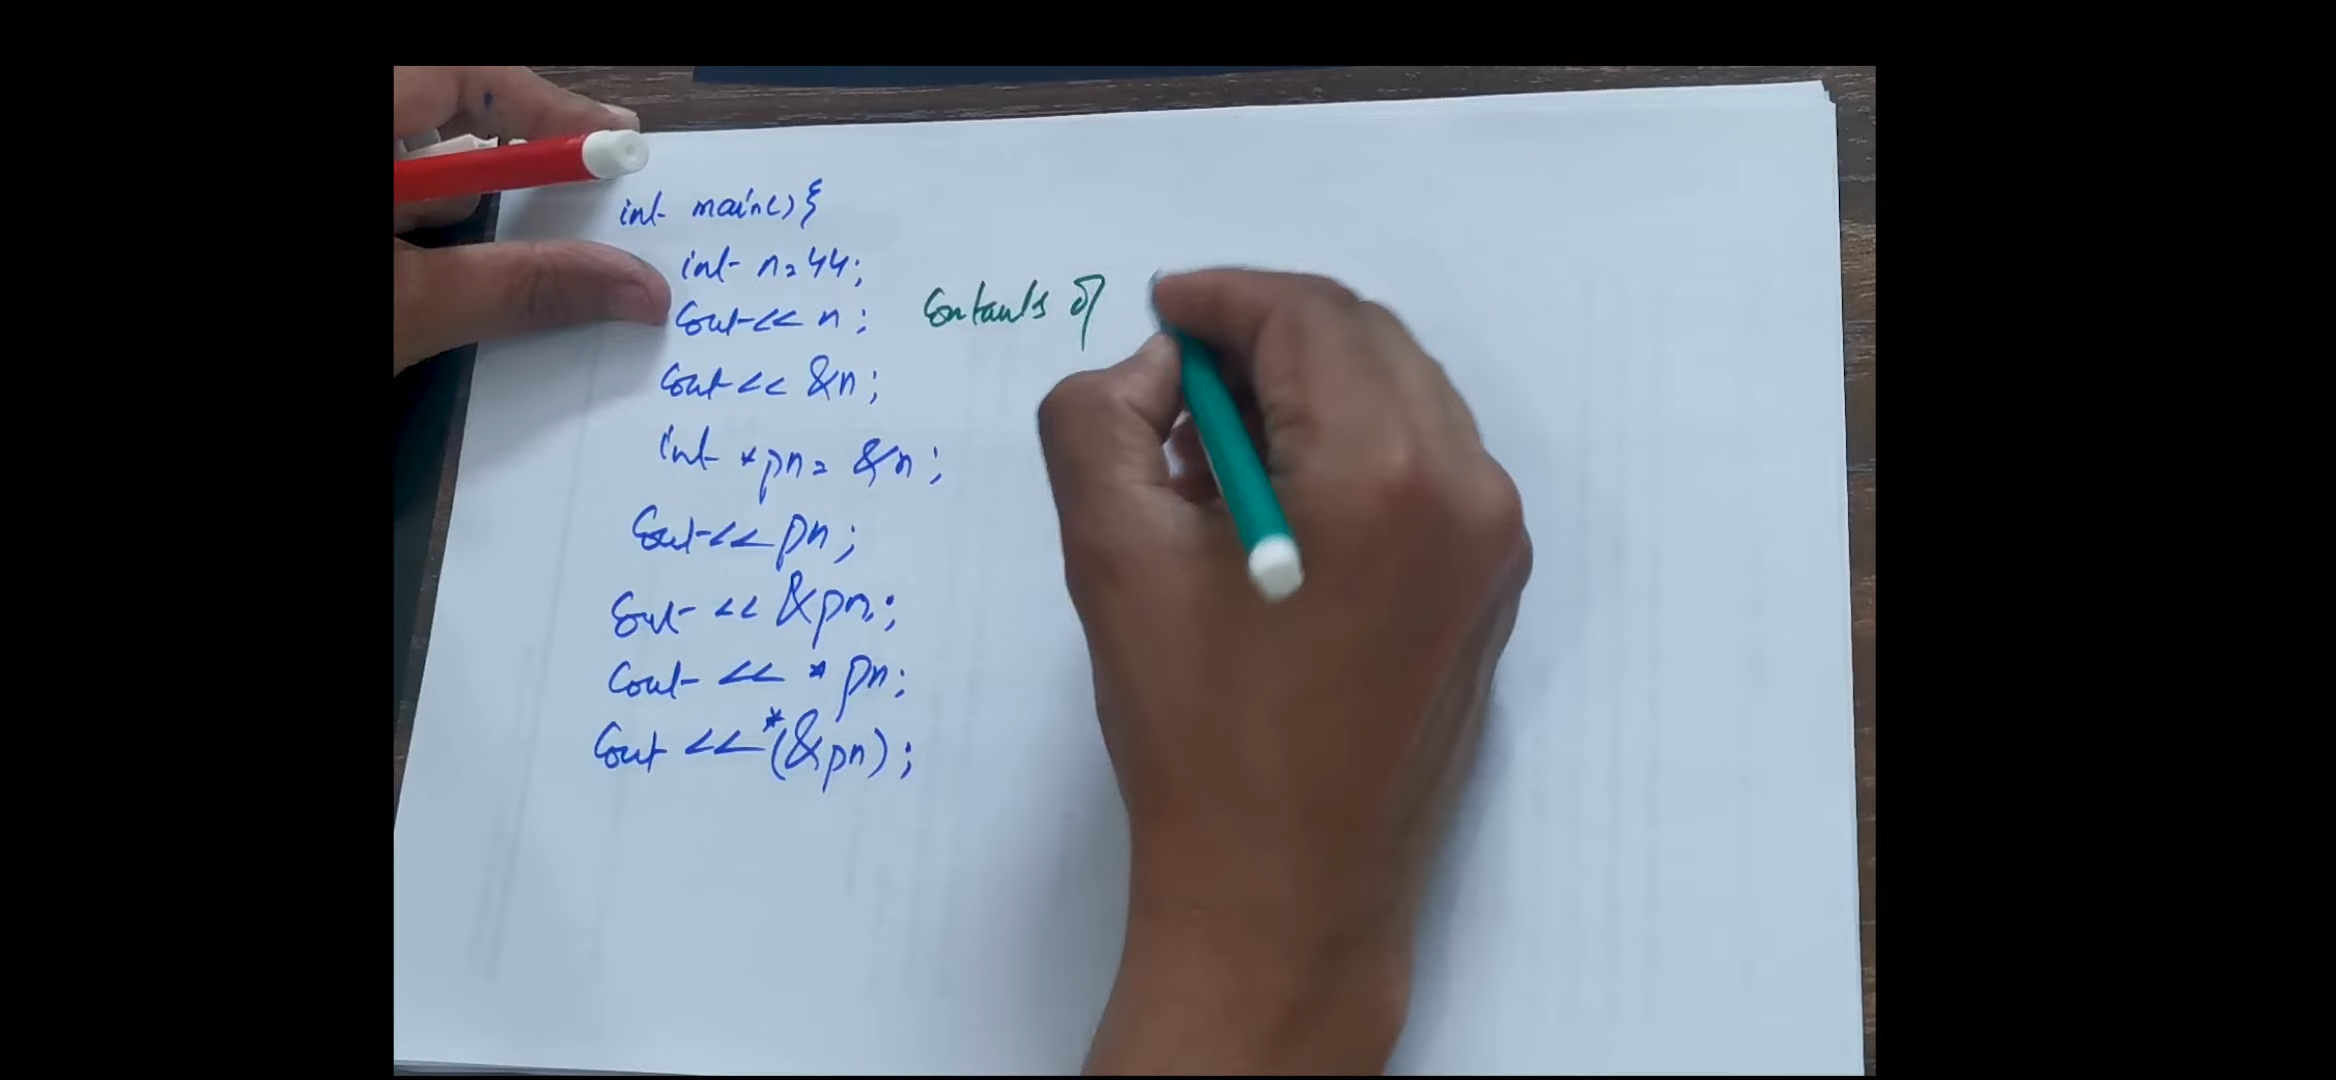 int main() {
int n=44;
Cout << n; Contents of
Cout << &n;
int *pn= &n;
Cout << pn;
Cout << &pn;
Cout << *pn;
Cout << *(&pn);